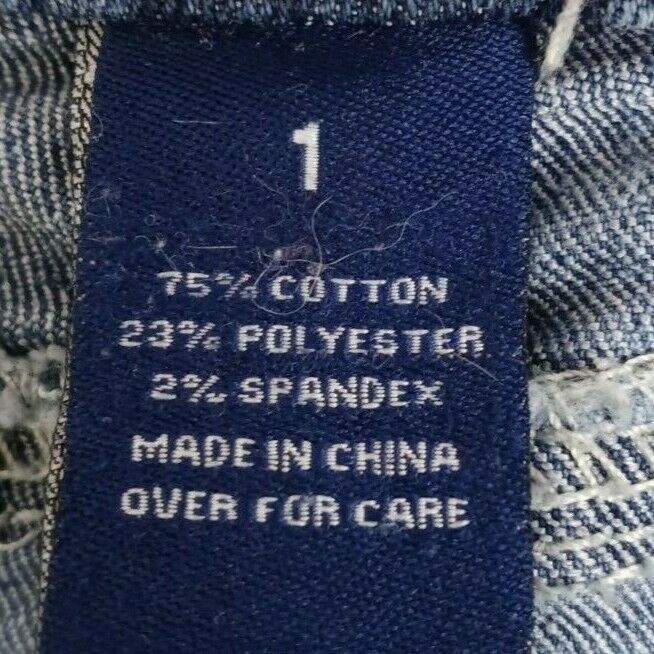 1
75% COTTON
23% POLYESTER
2% SPANDEX
MADE IN CHINA
OVER FOR CARE